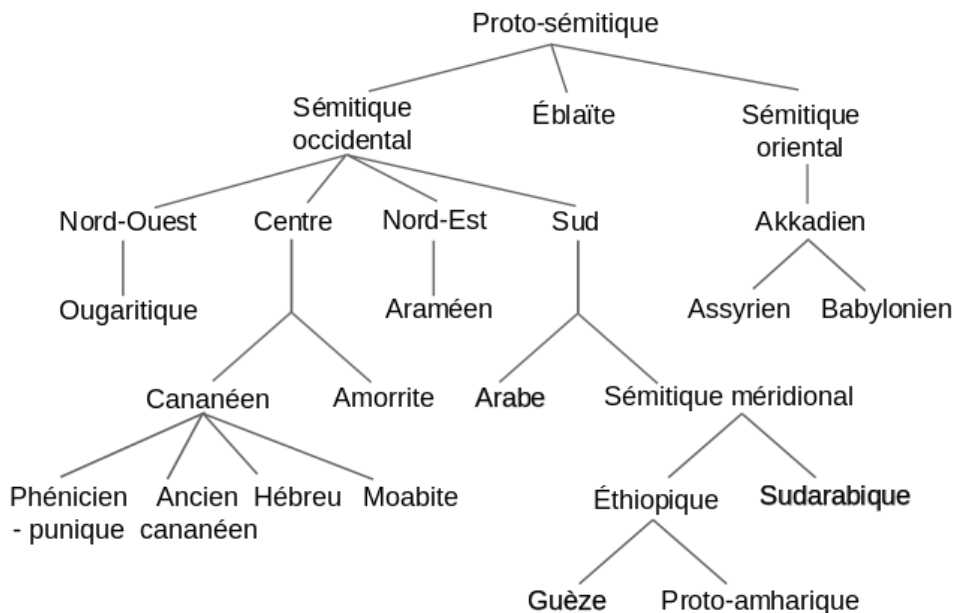 Proto-sémitique
Sémitique
occidental
Éblaïte
Sémitique
oriental
Nord-Ouest
Centre
Nord-Est
Sud
Akkadien
Ougaritique
Araméen
Assyrien
Babylonien
Cananéen
Amorrite
Arabe
Sémitique méridional
Phénicien
- punique
Ancien
cananéen
Hébreu
Moabite
Éthiopique
Sudarabique
Guèze
Proto-amharique